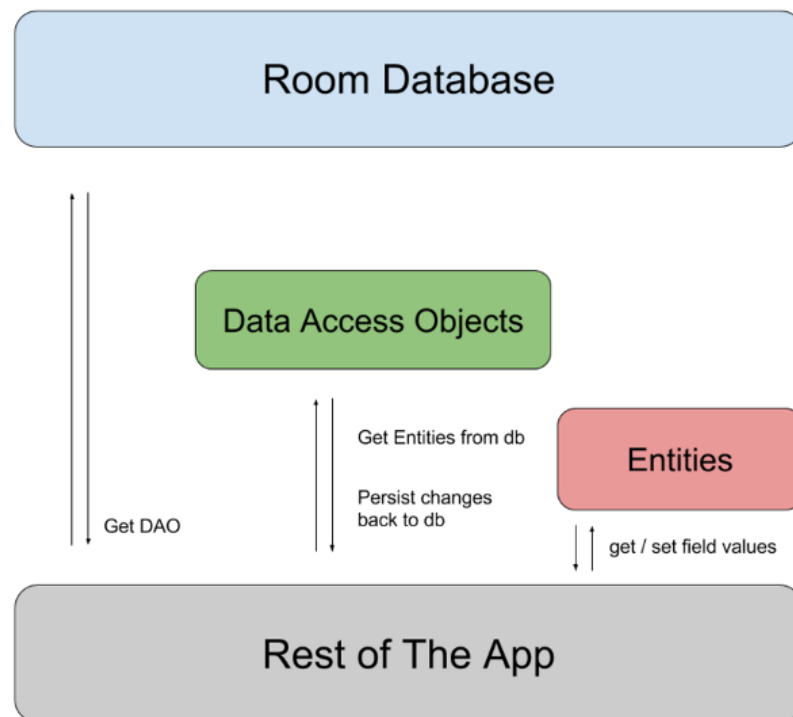 Room Database
Data Access Objects
Get Entities from db
Entities
Persist changes
back to db
Get DAO
get / set field values
Rest of The App